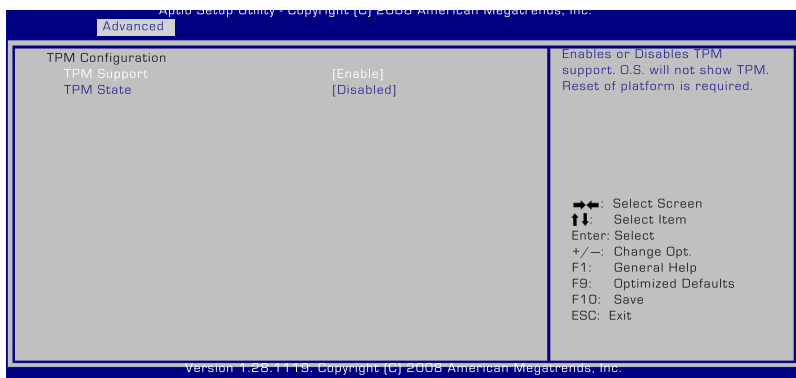 Aptio Setup Utility - Copyright (C) 2008 American Megatrends, Inc.
Advanced
TPM Configuration
TPM Support [Enable]
TPM State [Disabled]
Enables or Disables TPM
support. O.S. will not show TPM.
Reset of platform is required.
→←: Select Screen
↑↓: Select Item
Enter: Select
+/−: Change Opt.
F1: General Help
F9: Optimized Defaults
F10: Save
ESC: Exit
Version 1.28.1119. Copyright (C) 2008 American Megatrends, Inc.